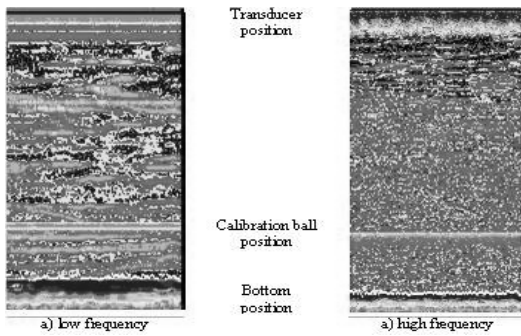 Transducer
position
Calibration ball
position
Bottom
position
a) low frequency
a) high frequency